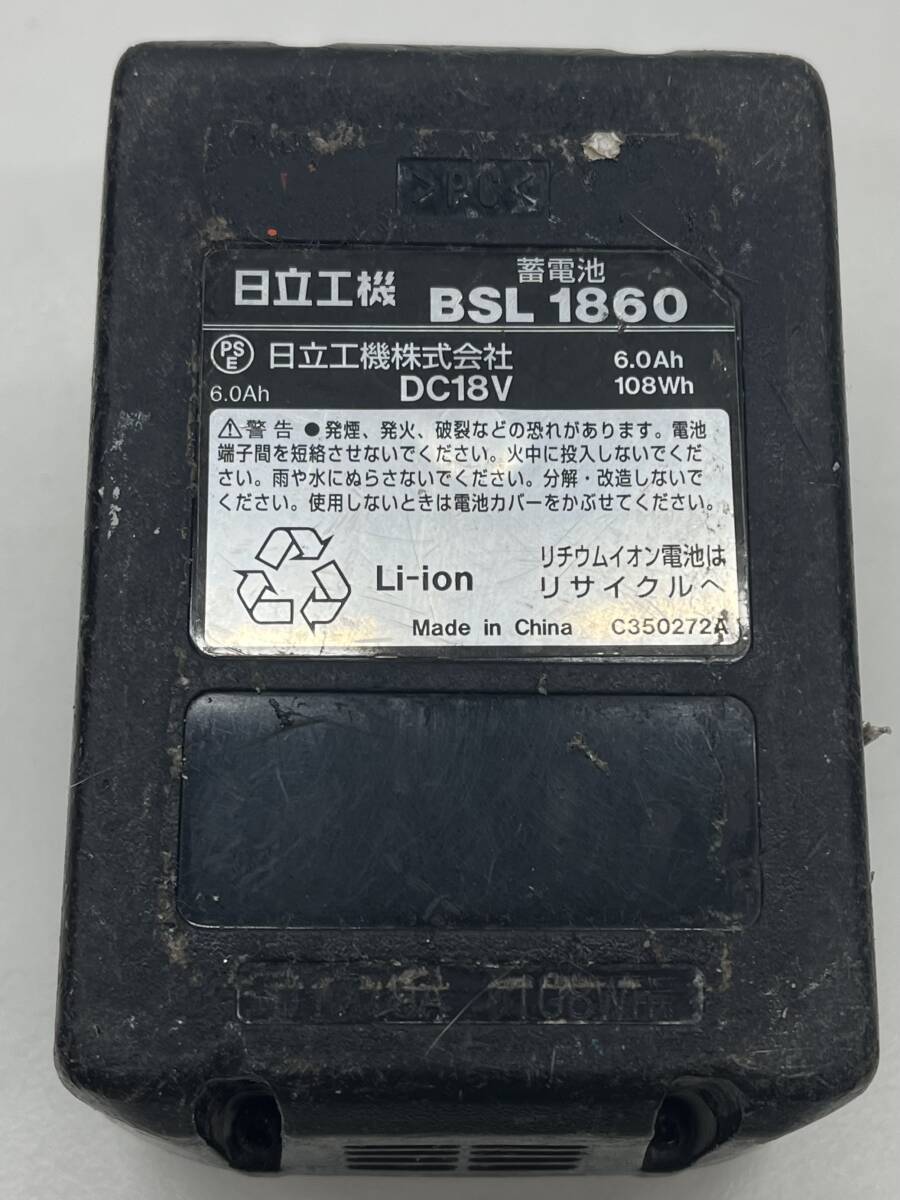 >PC<
日立工機
蓄電池
BSL 1860
PSE 日立工機株式会社
6.0Ah
6.0Ah
DC18V
108Wh
⚠警告 ●発煙、発火、破裂などの恐れがあります。電池
端子間を短絡させないでください。火中に投入しないでくだ
さい。雨や水にぬらさないでください。分解・改造しないで
ください。使用しないときは電池カバーをかぶせてください。
Li-ion
リチウムイオン電池は
リサイクルへ
Made in China C350272A
108Wh